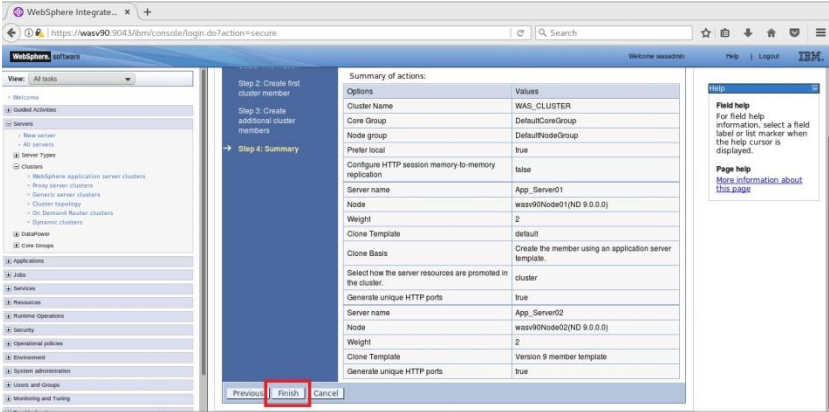 WebSphere Integrate... ×
https://wasv90:9043/ibm/console/login.do?action=secure
Search
WebSphere. software
Welcome wasadmin
Help | Logout
IBM.
View: All tasks
Welcome
Guided Activities
Servers
New server
All servers
Server Types
Clusters
WebSphere application server clusters
Proxy server clusters
Generic server clusters
Cluster topology
On Demand Router clusters
Dynamic clusters
DataPower
Core Groups
Applications
Jobs
Services
Resources
Runtime Operations
Security
Operational policies
Environment
System administration
Users and Groups
Monitoring and Tuning
Step 2: Create first
cluster member
Step 3: Create
additional cluster
members
Step 4: Summary
Summary of actions:
Options Values
Cluster Name WAS_CLUSTER
Core Group DefaultCoreGroup
Node group DefaultNodeGroup
Prefer local true
Configure HTTP session memory-to-memory
replication false
Server name App_Server01
Node wasv90Node01(ND 9.0.0.0)
Weight 2
Clone Template default
Clone Basis Create the member using an application server
template.
Select how the server resources are promoted in
the cluster. cluster
Generate unique HTTP ports true
Server name App_Server02
Node wasv90Node02(ND 9.0.0.0)
Weight 2
Clone Template Version 9 member template
Generate unique HTTP ports true
Previous Finish Cancel
Help
Field help
For field help
information, select a field
label or list marker when
the help cursor is
displayed.
Page help
More information about
this page